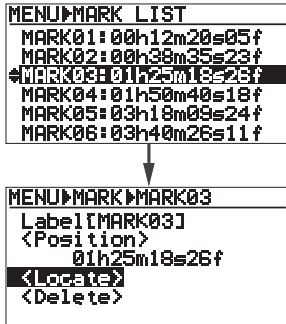 MENU▶MARK LIST
MARK01:00h12m20s05f
MARK02:00h38m35s23f
MARK03:01h25m18s26f
MARK04:01h50m40s18f
MARK05:03h18m09s24f
MARK06:03h40m26s11f
MENU▶MARK▶MARK03
Label[MARK03]
<Position>
01h25m18s26f
<Locate>
<Delete>